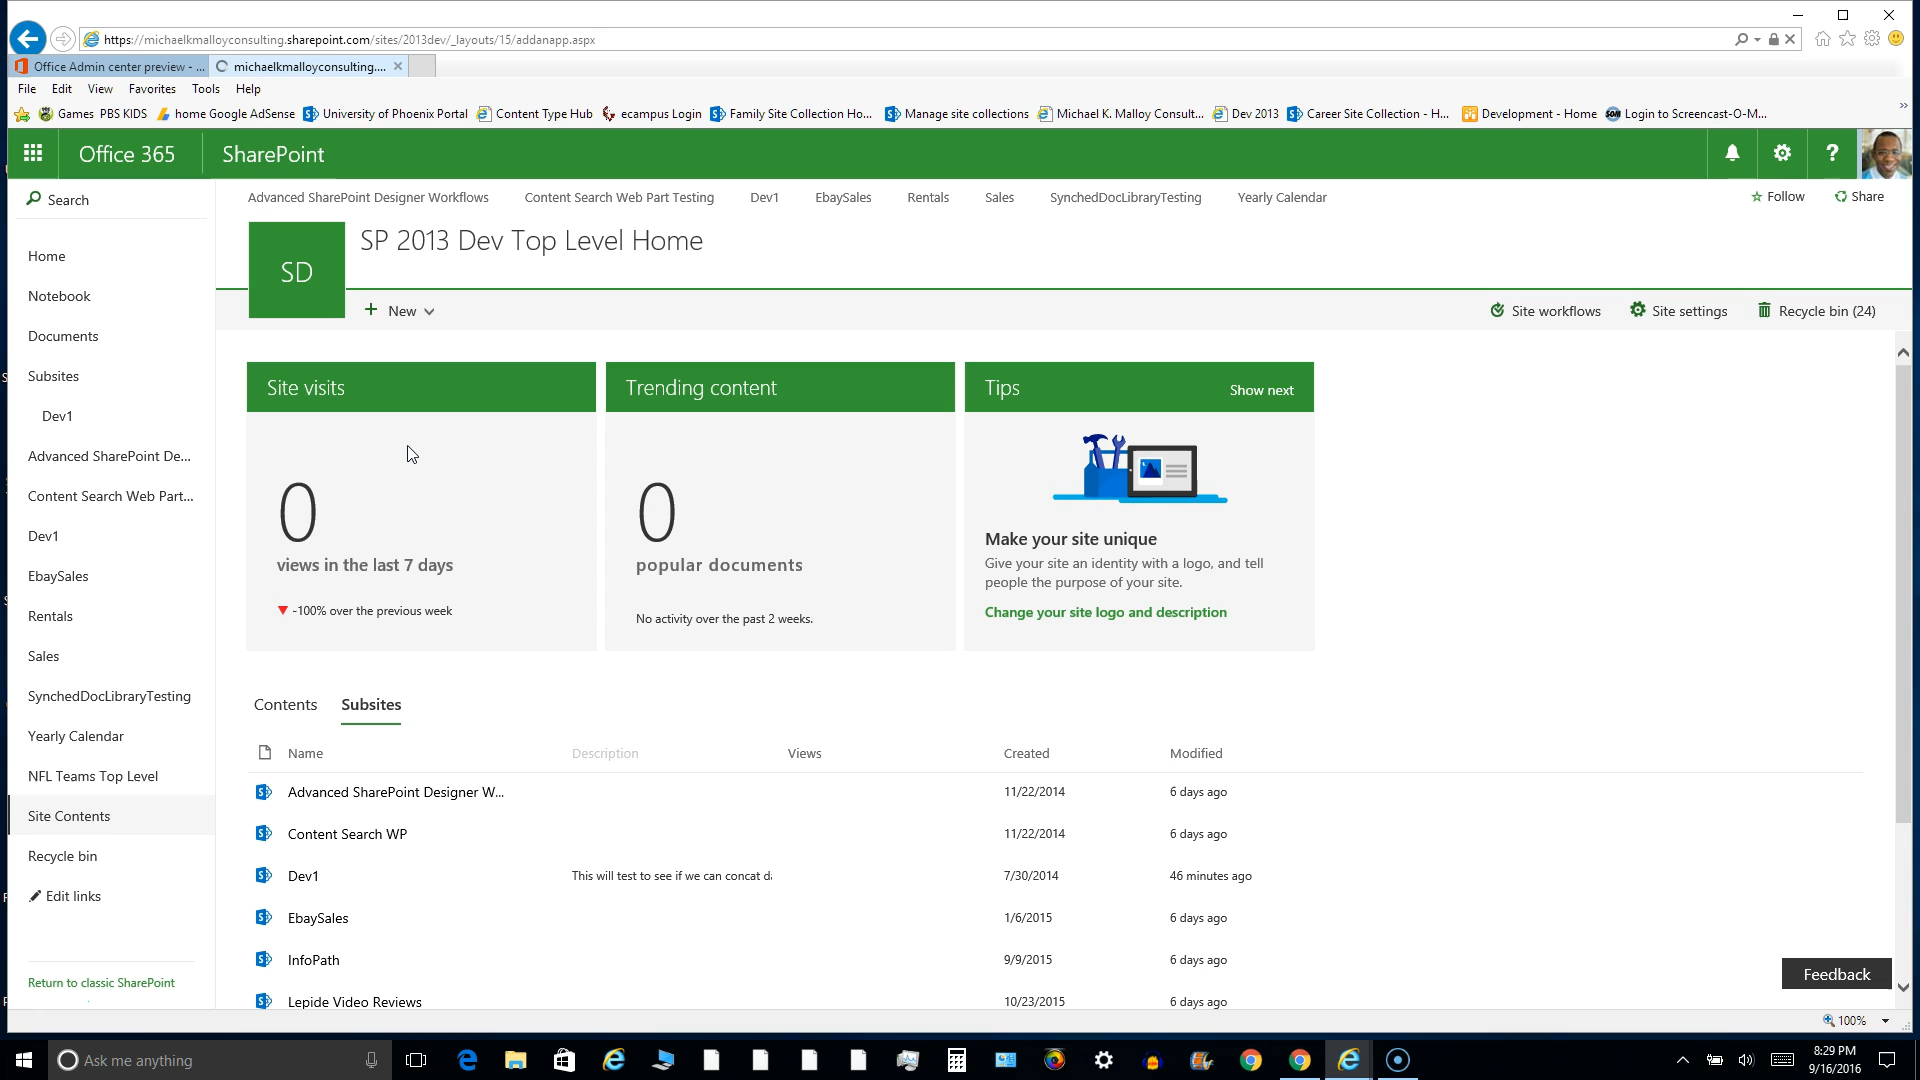 https://michaelkmalloyconsulting.sharepoint.com/sites/2013dev/_layouts/15/addanapp.aspx
Office Admin center preview - ...
michaelkmalloyconsulting....
File Edit View Favorites Tools Help
Games PBS KIDS
home Google AdSense
University of Phoenix Portal
Content Type Hub
ecampus Login
Family Site Collection Ho...
Manage site collections
Michael K. Malloy Consult...
Dev 2013
Career Site Collection - H...
Development - Home
Login to Screencast-O-M...
Office 365
SharePoint
?
Search
Advanced SharePoint Designer Workflows
Content Search Web Part Testing
Dev1
EbaySales
Rentals
Sales
SynchedDocLibraryTesting
Yearly Calendar
Follow
Share
SD
SP 2013 Dev Top Level Home
+ New
Site workflows
Site settings
Recycle bin (24)
Home
Notebook
Documents
Subsites
Dev1
Advanced SharePoint De...
Content Search Web Part...
Dev1
EbaySales
Rentals
Sales
SynchedDocLibraryTesting
Yearly Calendar
NFL Teams Top Level
Site Contents
Recycle bin
Edit links
Return to classic SharePoint
Site visits
0
views in the last 7 days
-100% over the previous week
Trending content
0
popular documents
No activity over the past 2 weeks.
Tips
Show next
Make your site unique
Give your site an identity with a logo, and tell
people the purpose of your site.
Change your site logo and description
Contents
Subsites
Name Description Views Created Modified
Advanced SharePoint Designer W... 11/22/2014 6 days ago
Content Search WP 11/22/2014 6 days ago
Dev1 This will test to see if we can concat d 7/30/2014 46 minutes ago
EbaySales 1/6/2015 6 days ago
InfoPath 9/9/2015 6 days ago
Lepide Video Reviews 10/23/2015 6 days ago
Feedback
100%
Ask me anything
8:29 PM
9/16/2016